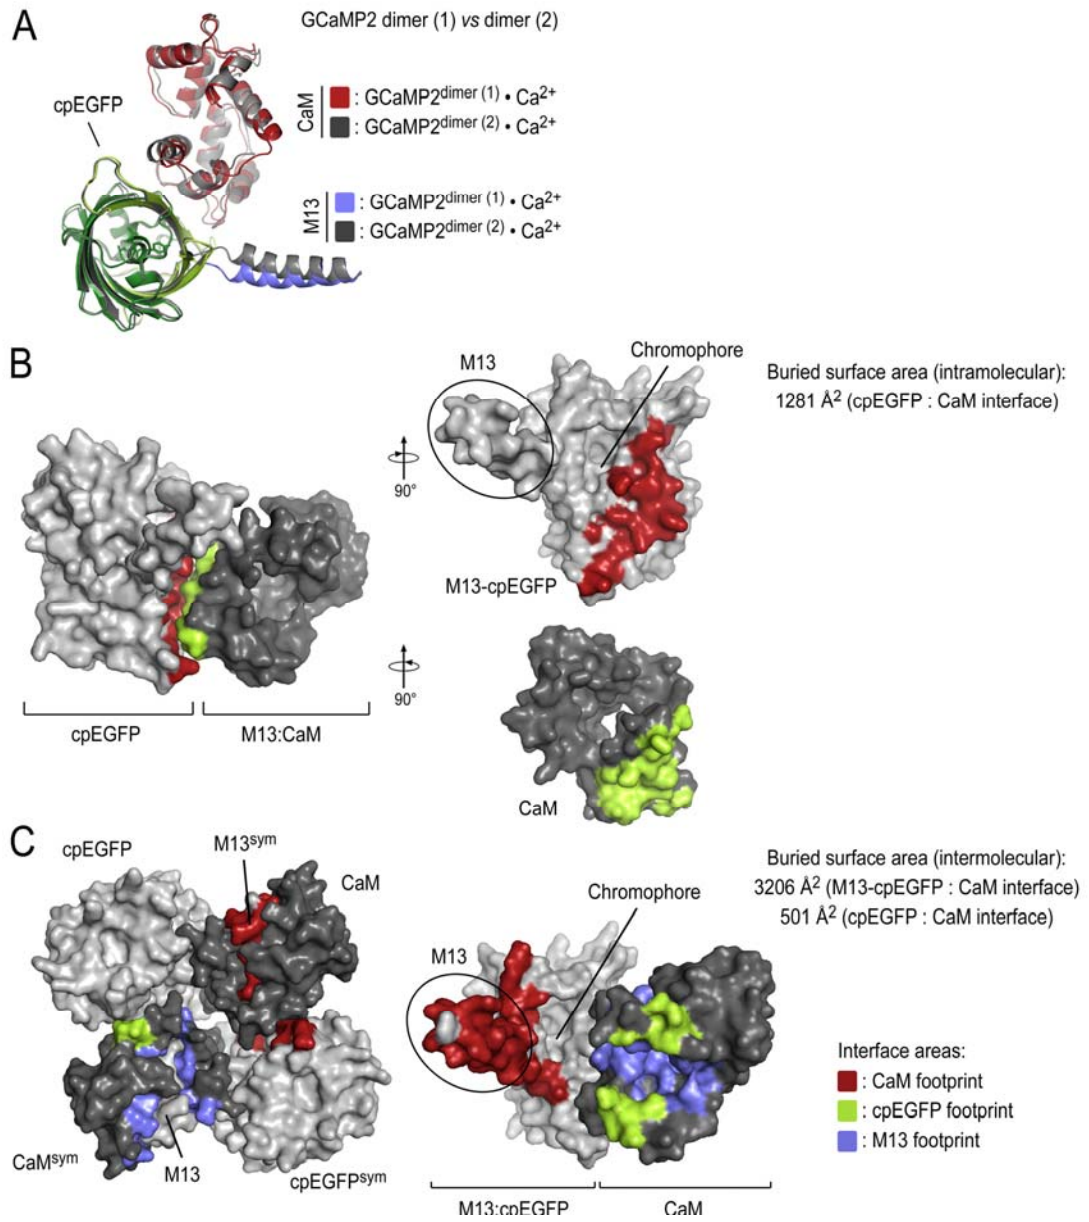 A
GCaMP2 dimer (1) vs dimer (2)
cpEGFP
CaM
: GCaMP2dimer (1) • Ca2+
: GCaMP2dimer (2) • Ca2+
M13
: GCaMP2dimer (1) • Ca2+
: GCaMP2dimer (2) • Ca2+
B
M13
Chromophore
Buried surface area (intramolecular):
1281 Å2 (cpEGFP : CaM interface)
90°
M13-cpEGFP
90°
cpEGFP
M13:CaM
CaM
C
cpEGFP
M13sym
CaM
Buried surface area (intermolecular):
3206 Å2 (M13-cpEGFP : CaM interface)
501 Å2 (cpEGFP : CaM interface)
Chromophore
M13
Interface areas:
: CaM footprint
: cpEGFP footprint
: M13 footprint
CaMsym
M13
cpEGFPsym
M13:cpEGFP
CaM